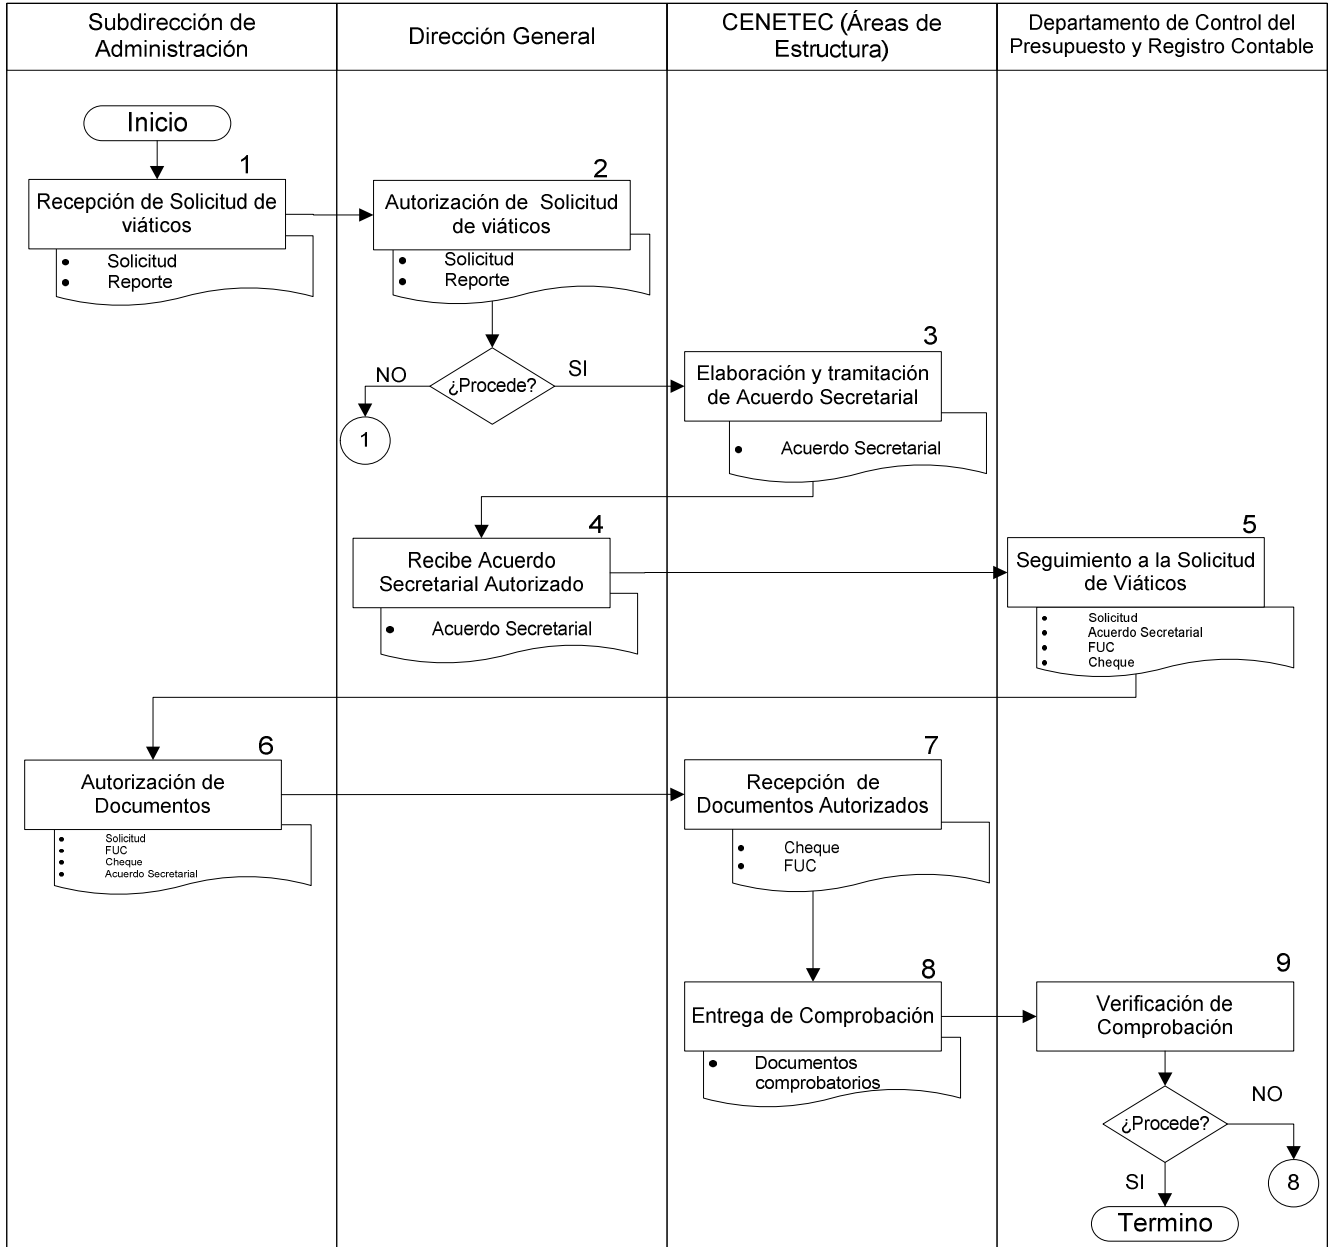 Subdirección de
Administración
Dirección General
CENETEC (Áreas de
Estructura)
Departamento de Control del
Presupuesto y Registro Contable
Inicio
1
Recepción de Solicitud de
viáticos
• Solicitud
• Reporte
2
Autorización de Solicitud
de viáticos
• Solicitud
• Reporte
¿Procede?
NO
SI
1
3
Elaboración y tramitación
de Acuerdo Secretarial
• Acuerdo Secretarial
4
Recibe Acuerdo
Secretarial Autorizado
• Acuerdo Secretarial
5
Seguimiento a la Solicitud
de Viáticos
• Solicitud
• Acuerdo Secretarial
• FUC
• Cheque
6
Autorización de
Documentos
• Solicitud
• FUC
• Cheque
• Acuerdo Secretarial
7
Recepción de
Documentos Autorizados
• Cheque
• FUC
8
Entrega de Comprobación
• Documentos
comprobatorios
9
Verificación de
Comprobación
¿Procede?
NO
8
SI
Termino